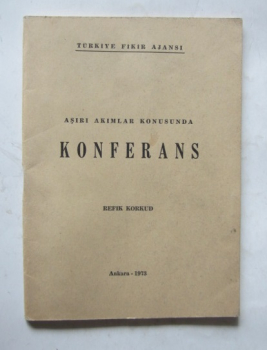 TÜRKİYE FİKİR AJANSI
AŞIRI AKIMLAR KONUSUNDA
KONFERANS
REFİK KORKUD
Ankara - 1973